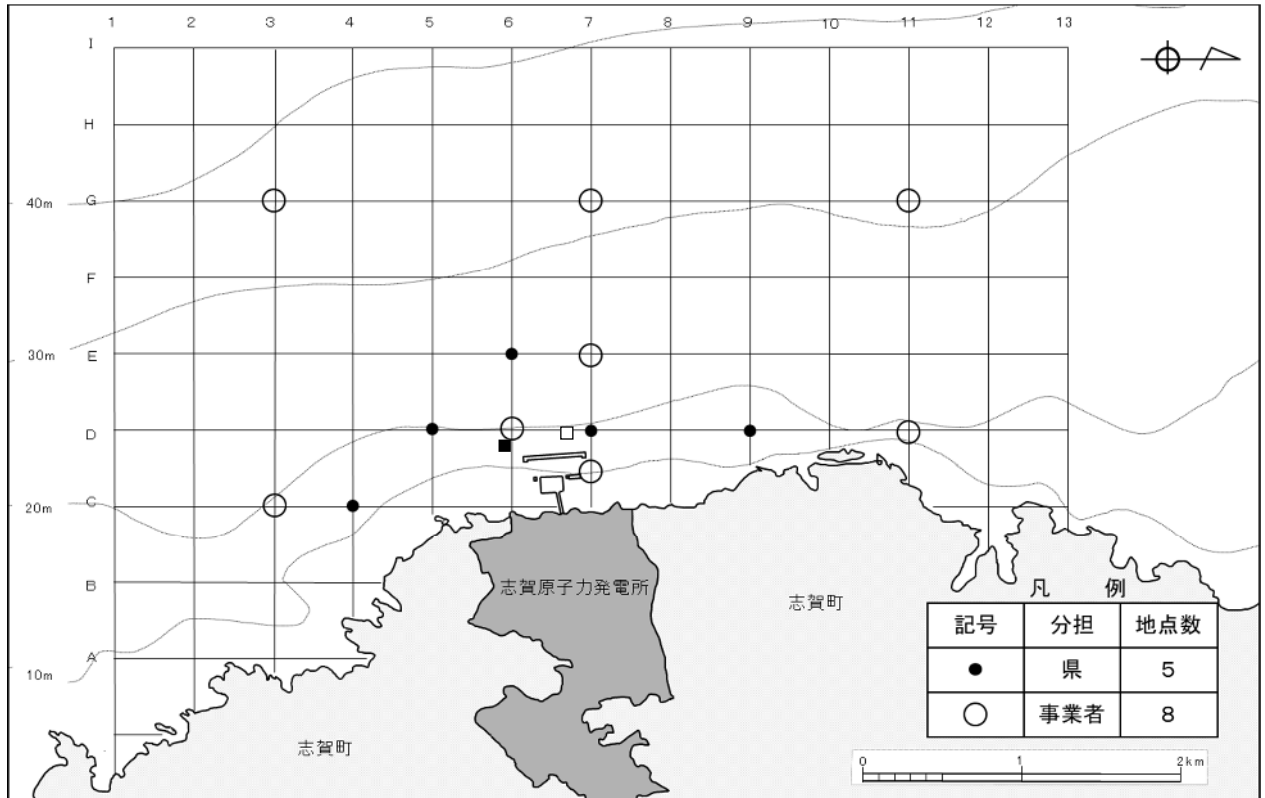 1 2 3 4 5 6 7 8 9 10 11 12 13
I
H
40m G
F
30m E
D
20m C
B
10m A
志賀原子力発電所
志賀町
志賀町
凡 例
記号 分担 地点数
● 県 5
○ 事業者 8
0 1 2km